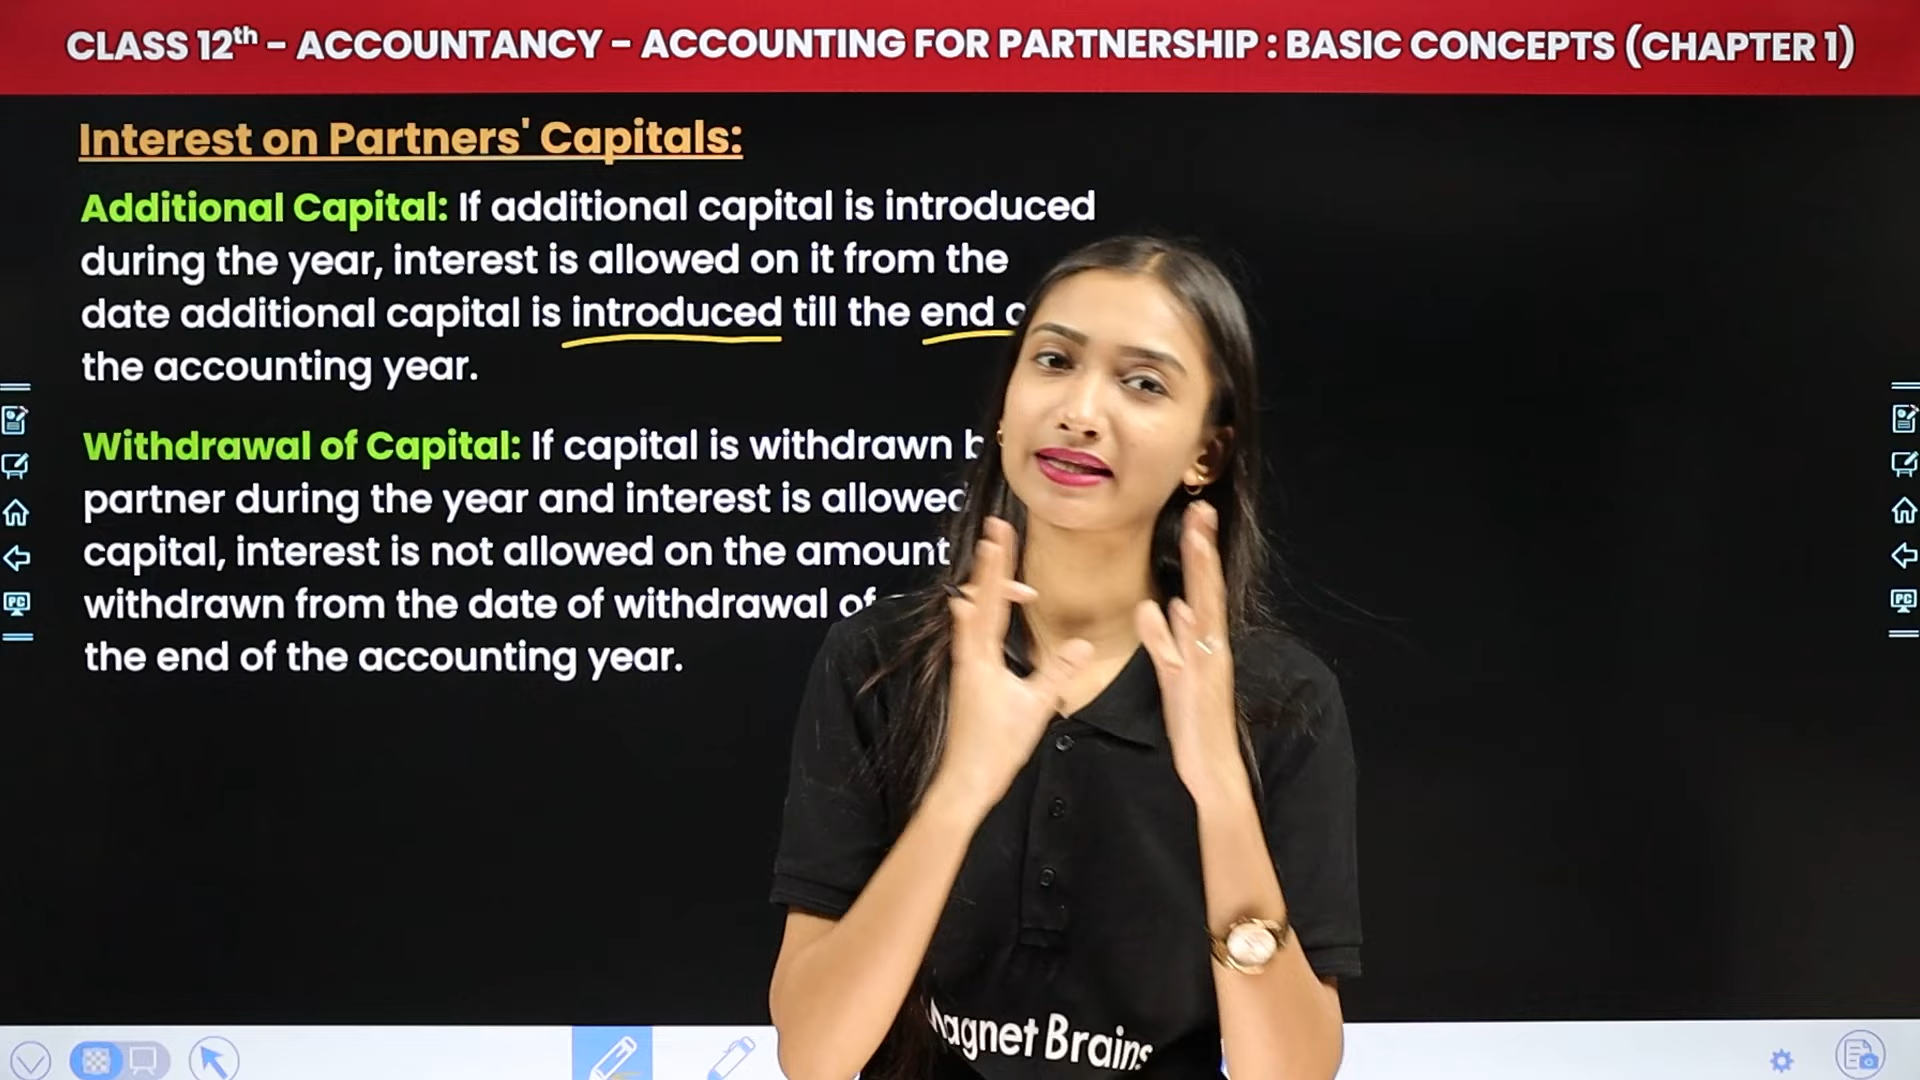 CLASS 12th - ACCOUNTANCY - ACCOUNTING FOR PARTNERSHIP : BASIC CONCEPTS (CHAPTER 1)
Interest on Partners' Capitals:
Additional Capital: If additional capital is introduced
during the year, interest is allowed on it from the
date additional capital is introduced till the end
the accounting year.
Withdrawal of Capital: If capital is withdrawn
partner during the year and interest is allowed
capital, interest is not allowed on the amount
withdrawn from the date of withdrawal of
the end of the accounting year.
PC
PC
Magnet Brains